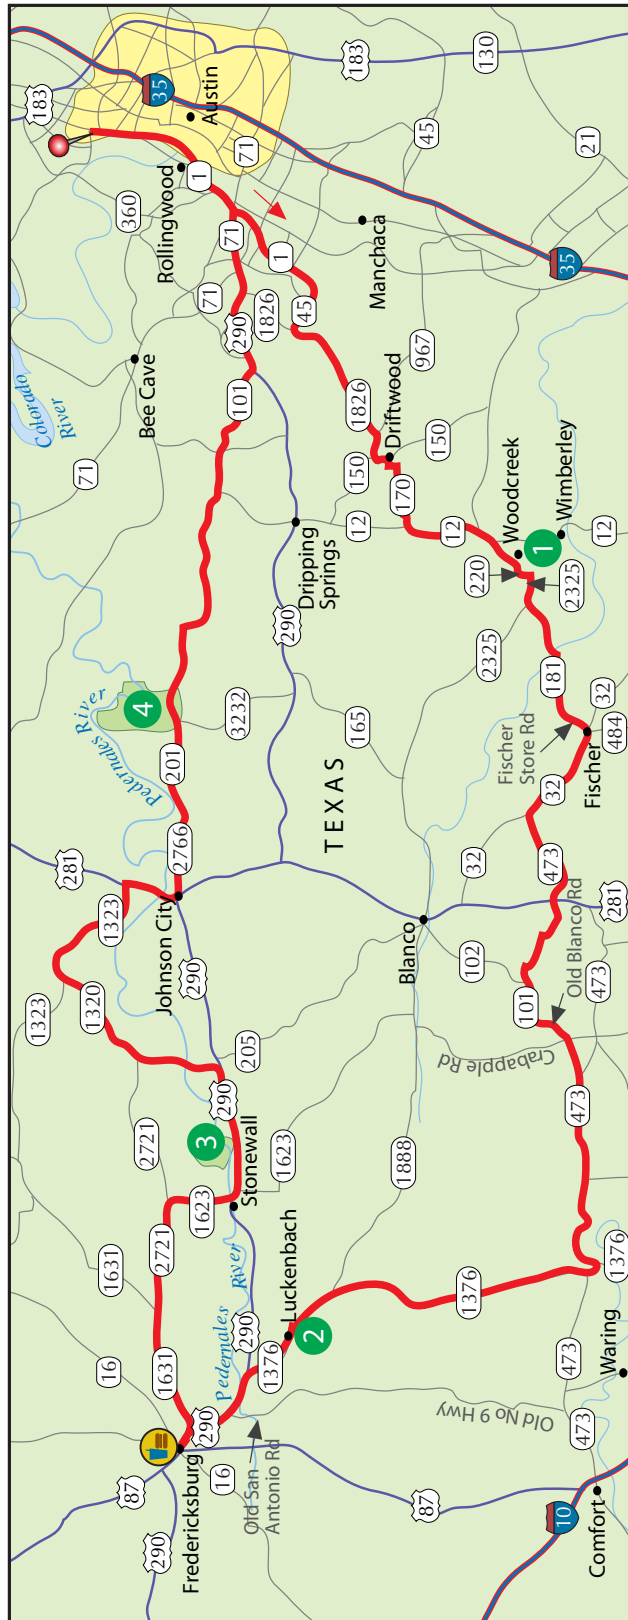 183
35
Austin
183
130
Rollingwood
1
71
45
21
360
71
1
Manchaca
35
Colorado
River
Bee Cave
71
290
1826
45
967
71
101
1826
Driftwood
150
150
170
12
Dripping
Springs
12
Woodcreek
Wimberley
1
12
220
2325
290
2325
181
Pedernales River
4
3232
165
Fischer
Store Rd
32
484
Fischer
201
TEXAS
32
2766
473
281
Johnson City
32
281
1323
Blanco
102
Old Blanco Rd
1323
1320
290
101
473
205
Crabapple Rd
290
3
2721
Stonewall
1623
1623
1888
473
2721
1631
Pedernales River
Luckenbach
2
290
1376
1376
1376
16
1631
473
Waring
290
Old No 9 Hwy
473
Fredericksburg
16
Old San
Antonio Rd
87
87
290
10
Comfort